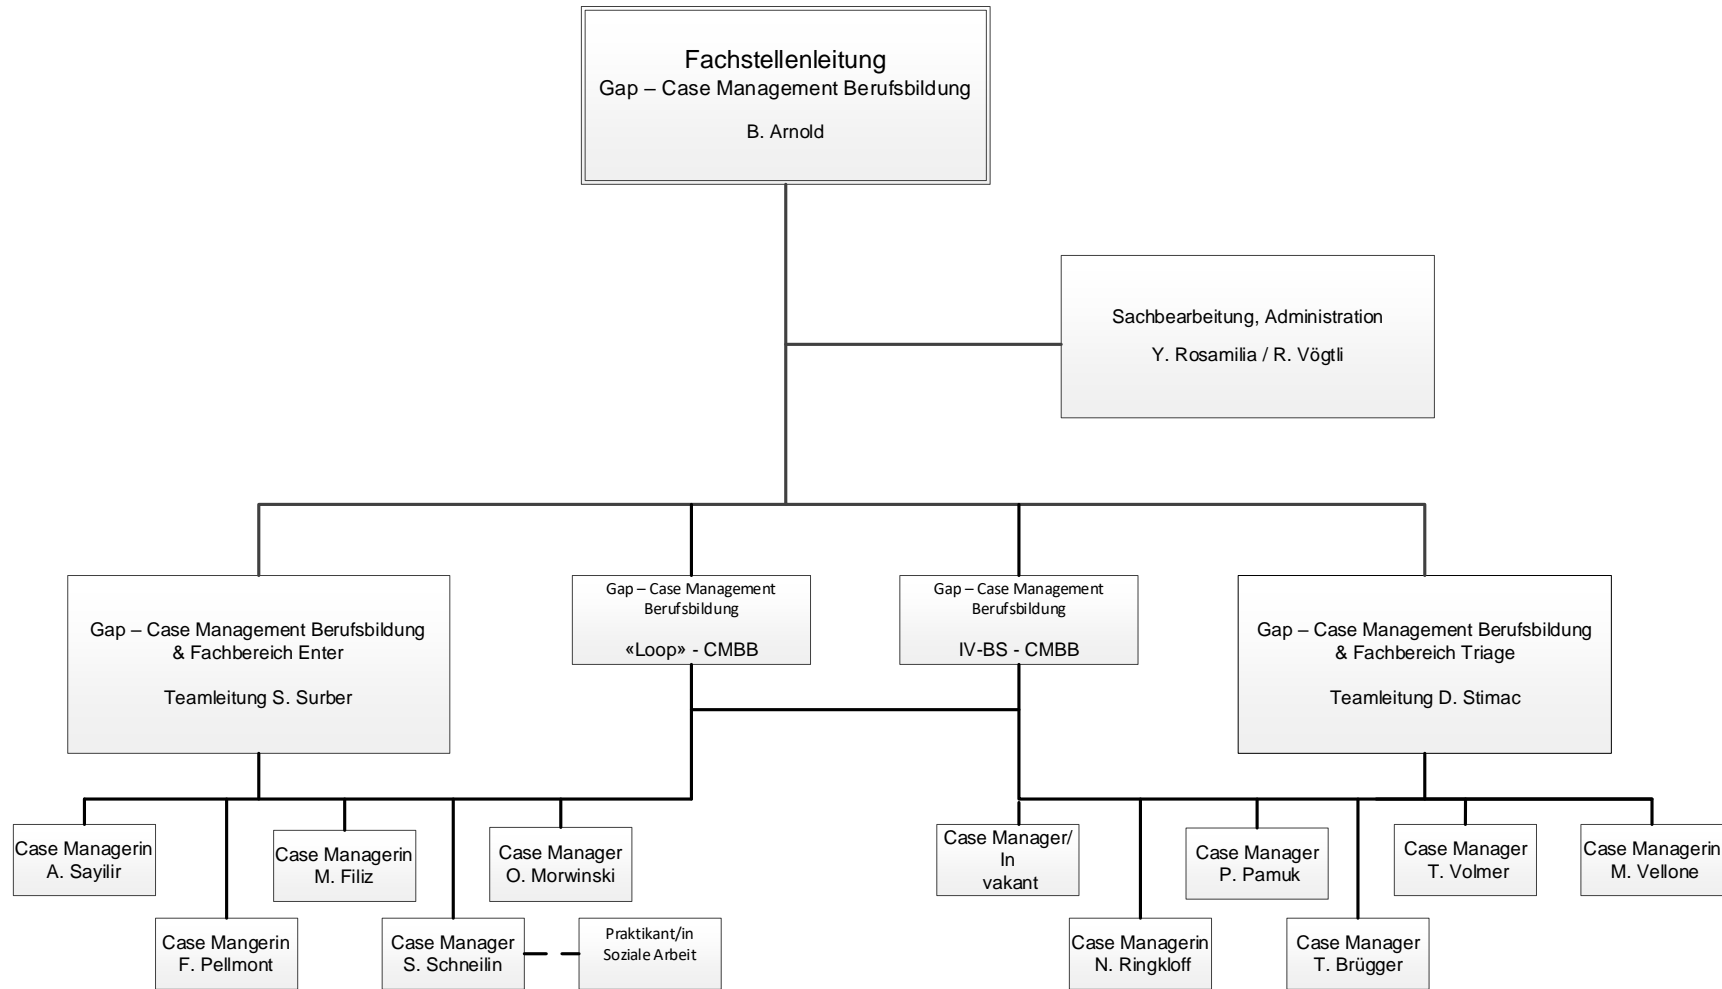 Fachstellenleitung
Gap – Case Management Berufsbildung
B. Arnold
Sachbearbeitung, Administration
Y. Rosamilia / R. Vögtli
Gap – Case Management Berufsbildung
& Fachbereich Enter
Teamleitung S. Surber
Gap – Case Management
Berufsbildung
«Loop» - CMBB
Gap – Case Management
Berufsbildung
IV-BS - CMBB
Gap – Case Management Berufsbildung
& Fachbereich Triage
Teamleitung D. Stimac
Case Managerin
A. Sayilir
Case Managerin
M. Filiz
Case Manager
O. Morwinski
Case Manager/
In
vakant
Case Manager
P. Pamuk
Case Manager
T. Volmer
Case Managerin
M. Vellone
Case Mangerin
F. Pellmont
Case Manager
S. Schneilin
Praktikant/in
Soziale Arbeit
Case Managerin
N. Ringkloff
Case Manager
T. Brügger